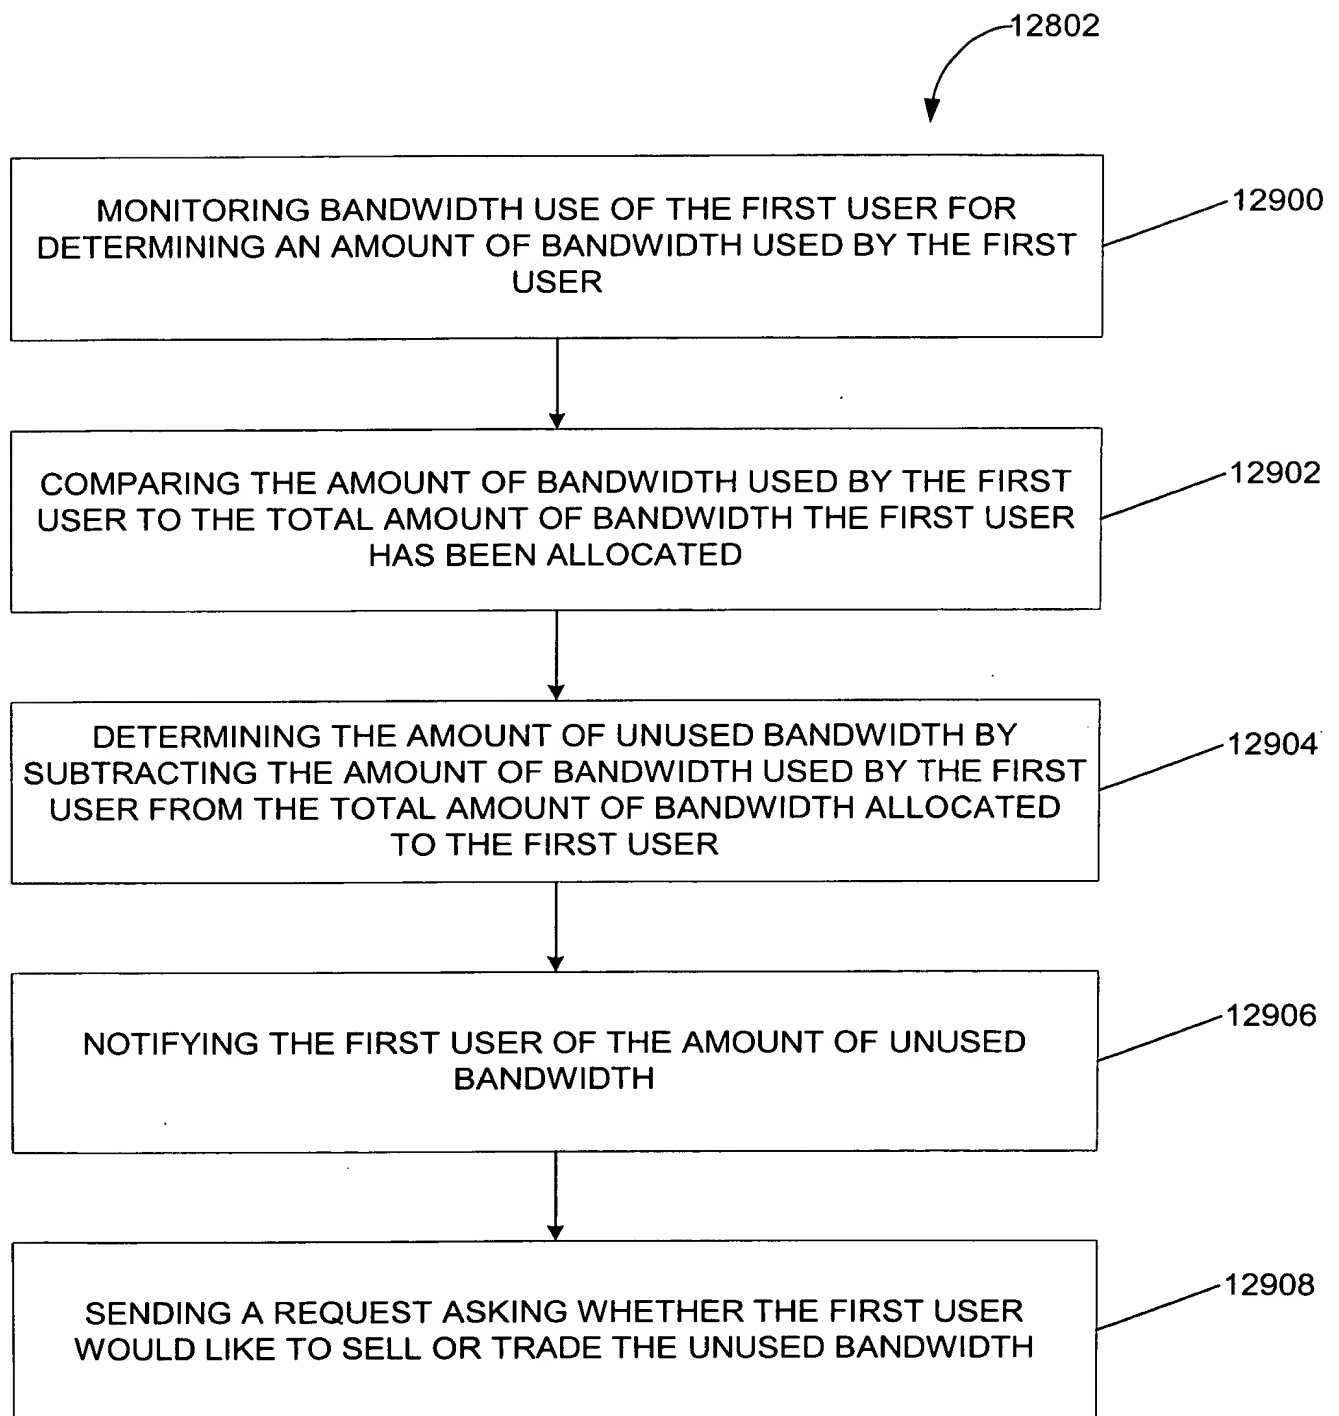 12802
MONITORING BANDWIDTH USE OF THE FIRST USER FOR
DETERMINING AN AMOUNT OF BANDWIDTH USED BY THE FIRST
USER
12900
COMPARING THE AMOUNT OF BANDWIDTH USED BY THE FIRST
USER TO THE TOTAL AMOUNT OF BANDWIDTH THE FIRST USER
HAS BEEN ALLOCATED
12902
DETERMINING THE AMOUNT OF UNUSED BANDWIDTH BY
SUBTRACTING THE AMOUNT OF BANDWIDTH USED BY THE FIRST
USER FROM THE TOTAL AMOUNT OF BANDWIDTH ALLOCATED
TO THE FIRST USER
12904
NOTIFYING THE FIRST USER OF THE AMOUNT OF UNUSED
BANDWIDTH
12906
SENDING A REQUEST ASKING WHETHER THE FIRST USER
WOULD LIKE TO SELL OR TRADE THE UNUSED BANDWIDTH
12908